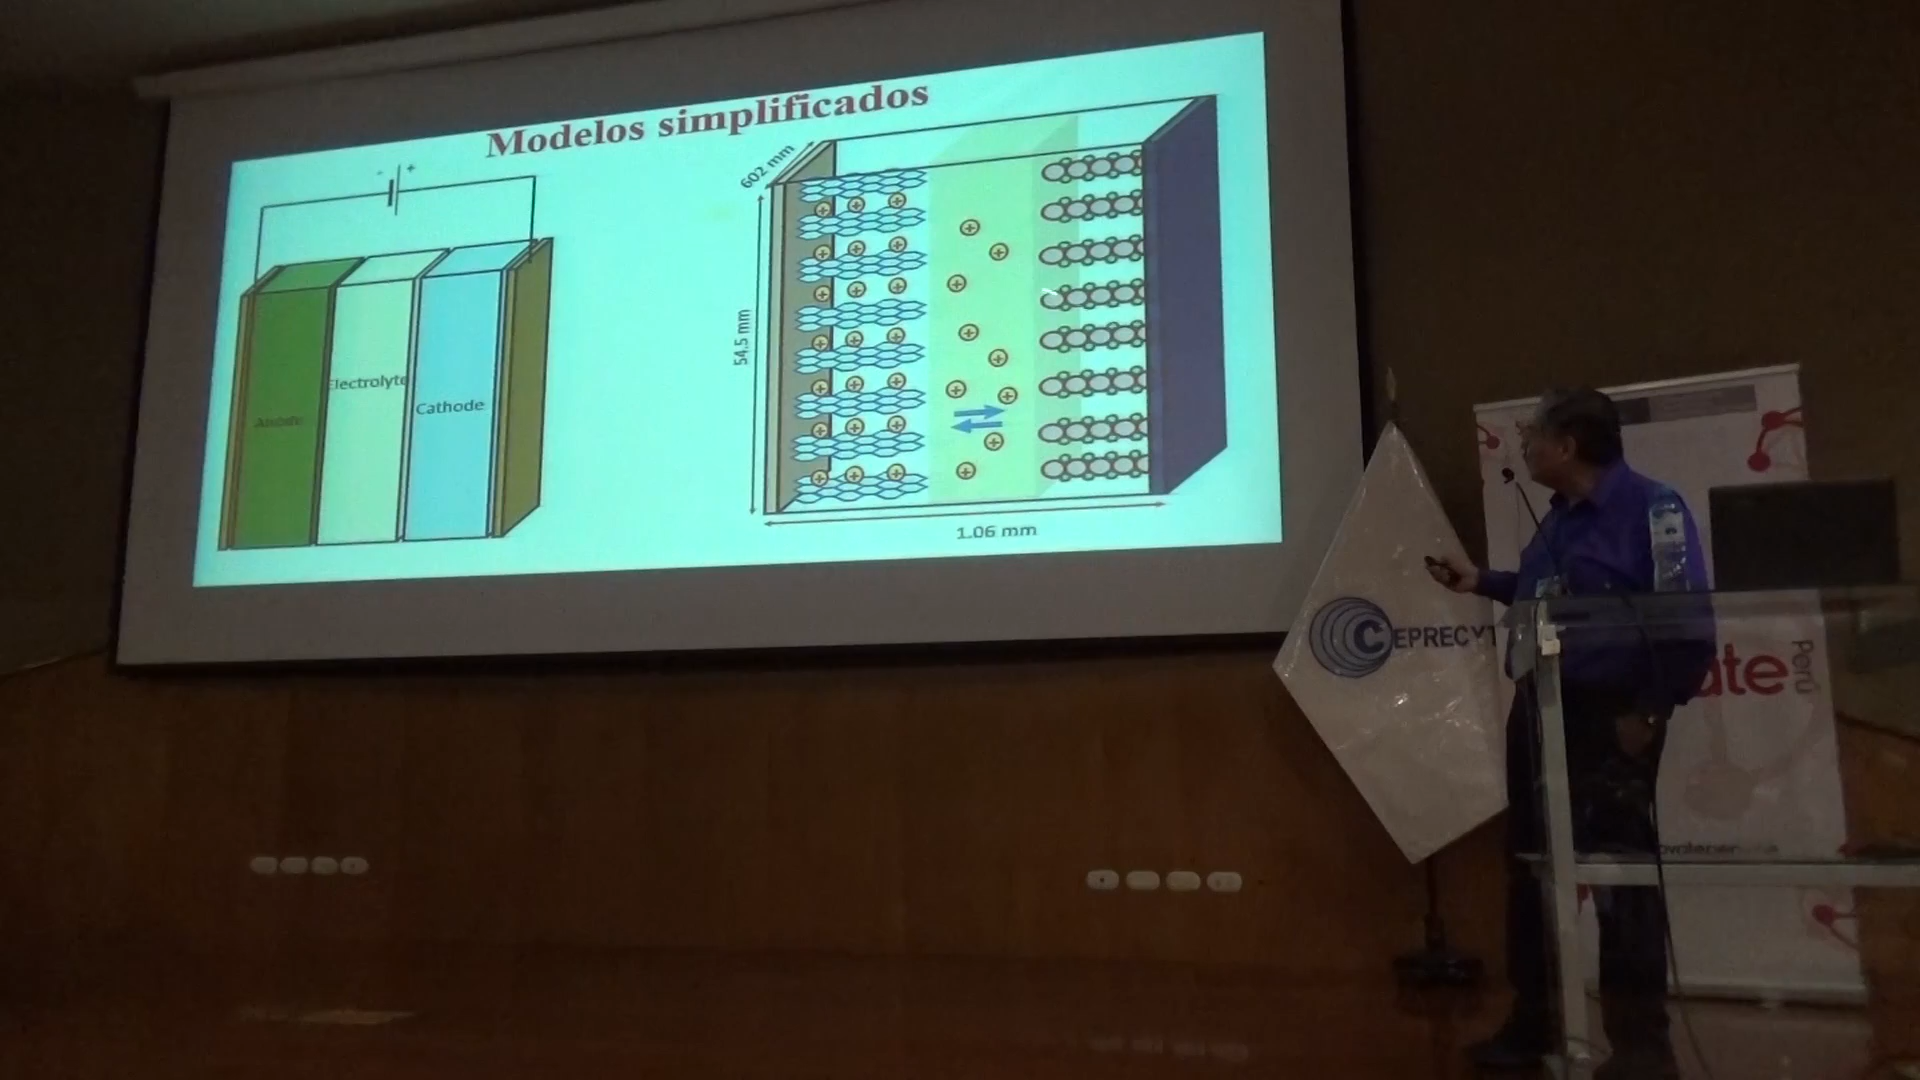 Modelos simplificados
- +
Anode
Electrolyte
Cathode
602 mm
54.5 mm
1.06 mm
CEPRECYT
ate
Perú